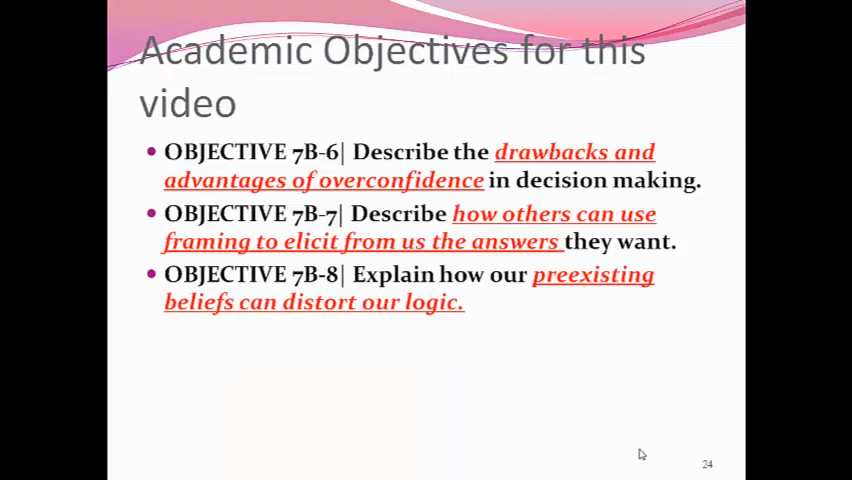 Academic Objectives for this
video
• OBJECTIVE 7B-6| Describe the drawbacks and
advantages of overconfidence in decision making.
• OBJECTIVE 7B-7| Describe how others can use
framing to elicit from us the answers they want.
• OBJECTIVE 7B-8| Explain how our preexisting
beliefs can distort our logic.
24